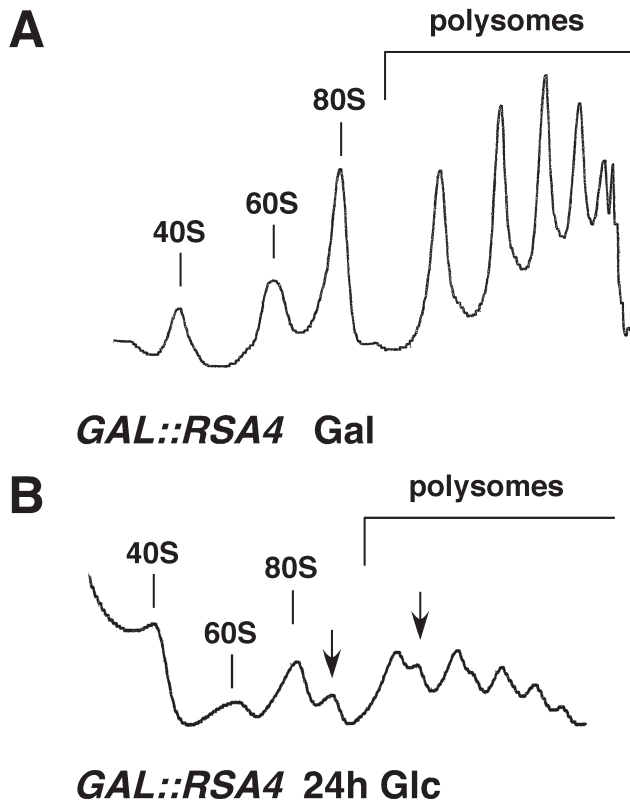 A
polysomes
80S
60S
40S
GAL::RSA4 Gal
B
polysomes
40S
80S
60S
GAL::RSA4 24h Glc